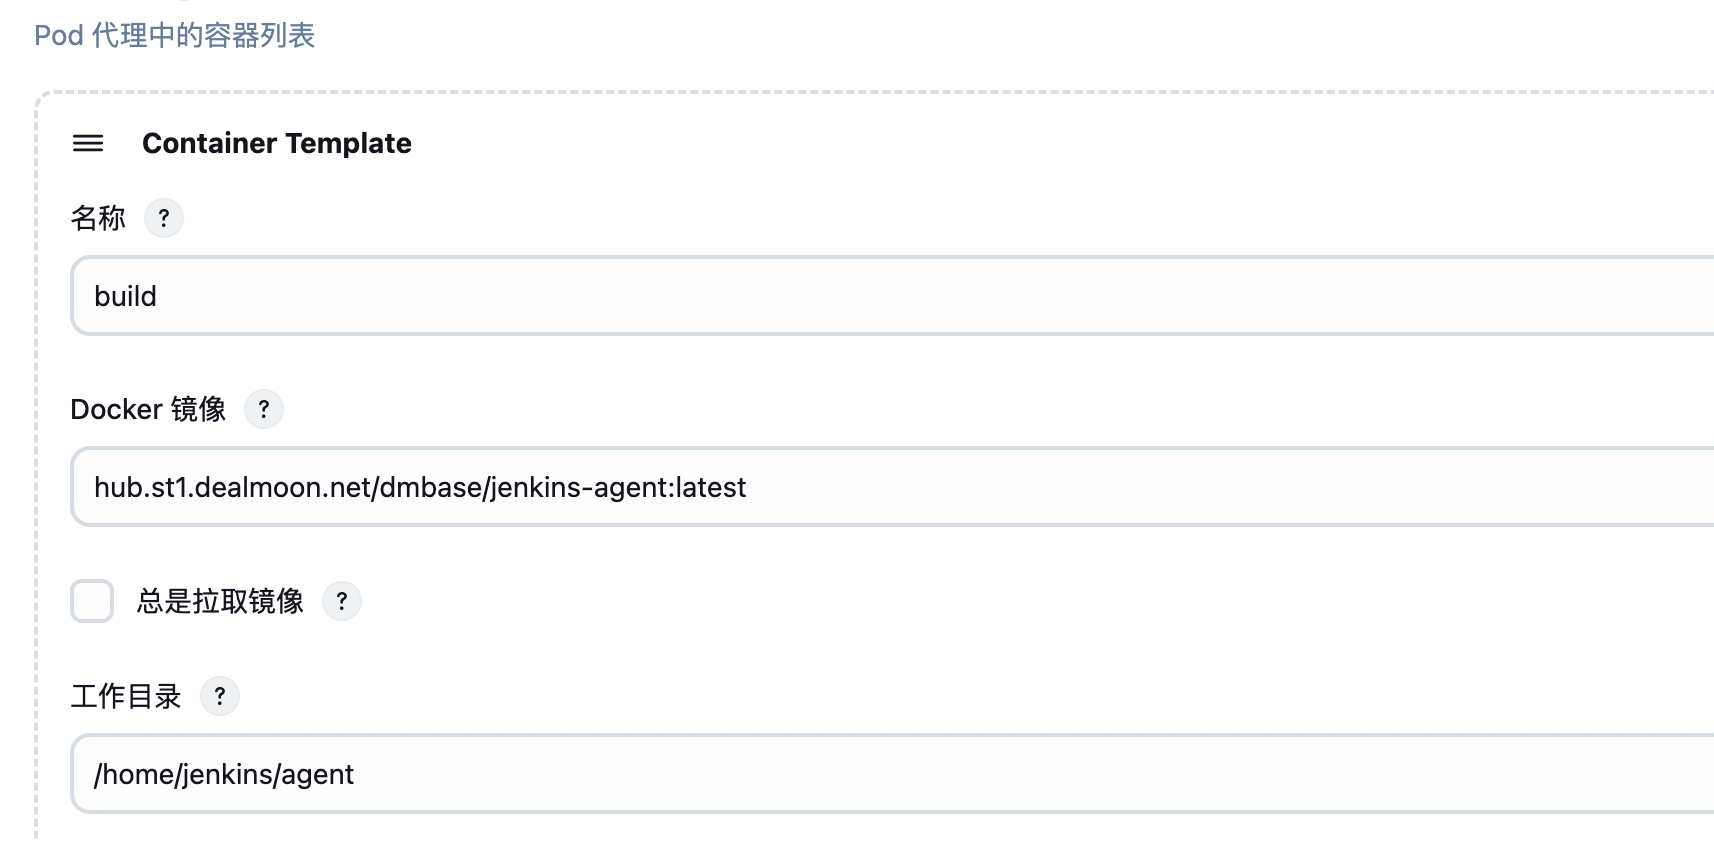 Pod 代理中的容器列表
Container Template
名称 ?
build
Docker 镜像 ?
hub.st1.dealmoon.net/dmbase/jenkins-agent:latest
总是拉取镜像 ?
工作目录 ?
/home/jenkins/agent